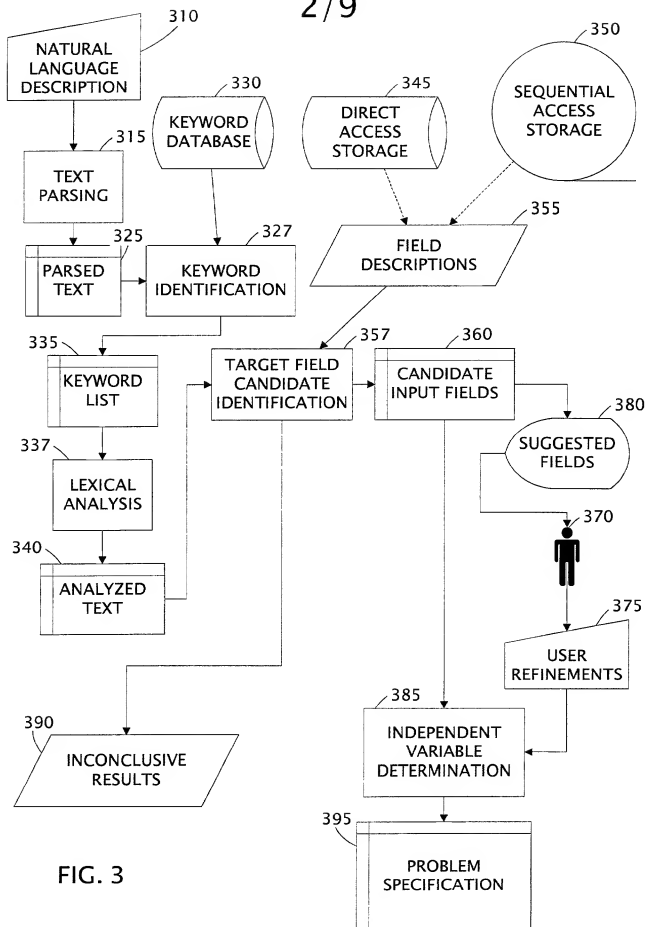 2/9
310
NATURAL
LANGUAGE
DESCRIPTION
315
TEXT
PARSING
325
PARSED
TEXT
330
KEYWORD
DATABASE
327
KEYWORD
IDENTIFICATION
345
DIRECT
ACCESS
STORAGE
350
SEQUENTIAL
ACCESS
STORAGE
355
FIELD
DESCRIPTIONS
335
KEYWORD
LIST
337
LEXICAL
ANALYSIS
340
ANALYZED
TEXT
357
TARGET FIELD
CANDIDATE
IDENTIFICATION
360
CANDIDATE
INPUT FIELDS
380
SUGGESTED
FIELDS
370
375
USER
REFINEMENTS
385
INDEPENDENT
VARIABLE
DETERMINATION
390
INCONCLUSIVE
RESULTS
395
PROBLEM
SPECIFICATION
FIG. 3